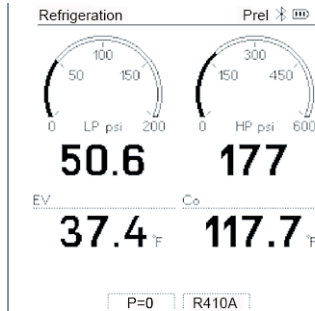 Refrigeration Prel
100 300
50 150 150 450
0 LP psi 200 0 HP psi 600
50.6 177
EV Co
37.4 °F 117.7 °F
P=0 R410A